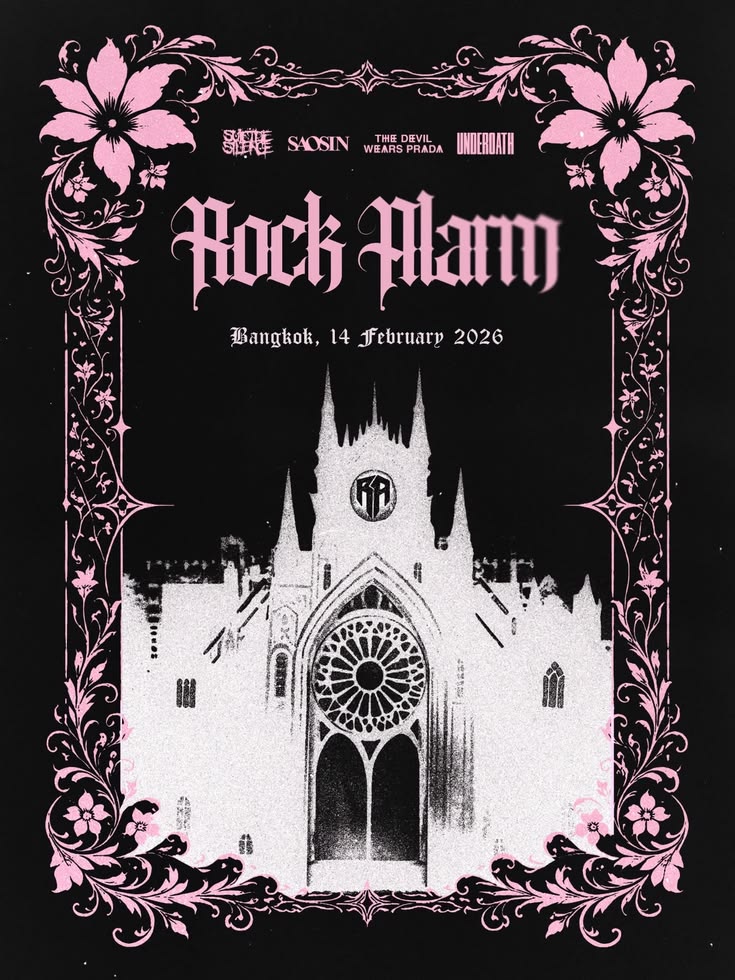 SUICIDE SILENCE SAOSIN THE DEVIL WEARS PRADA UNDEROATH
Rock Alarm
Bangkok, 14 February 2026
RA